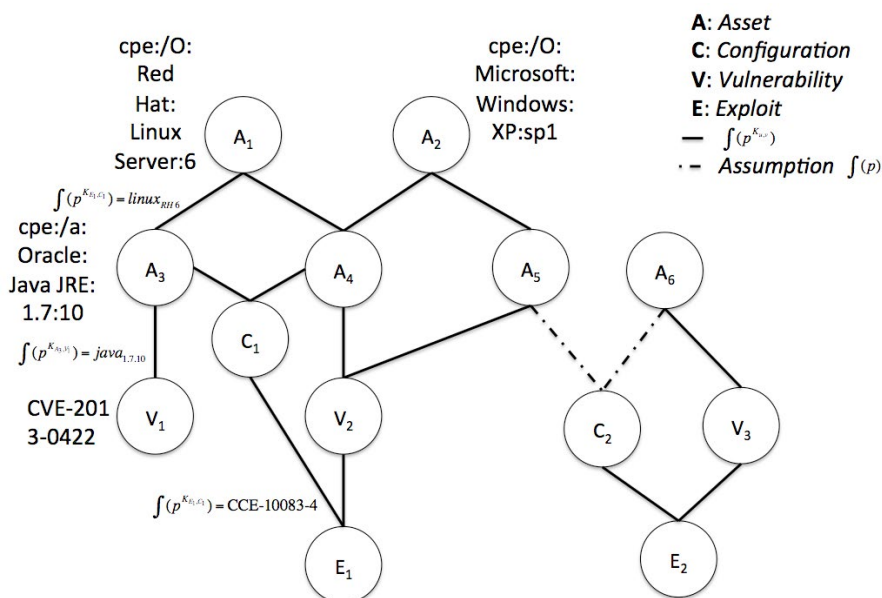 cpe:/O:
Red
Hat:
Linux
Server:6
cpe:/O:
Microsoft:
Windows:
XP:sp1
A: Asset
C: Configuration
V: Vulnerability
E: Exploit
∫(p^{K_{u,v}})
Assumption ∫(p)
A₁
A₂
∫(p^{K_{E₁,C₁}}) = linux_{RH 6}
cpe:/a:
Oracle:
Java JRE:
1.7:10
A₃
A₄
A₅
A₆
C₁
∫(p^{K_{A₃,V₁}}) = java_{1.7.10}
CVE-201
3-0422
V₁
V₂
C₂
V₃
∫(p^{K_{E₁,C₁}}) = CCE-10083-4
E₁
E₂